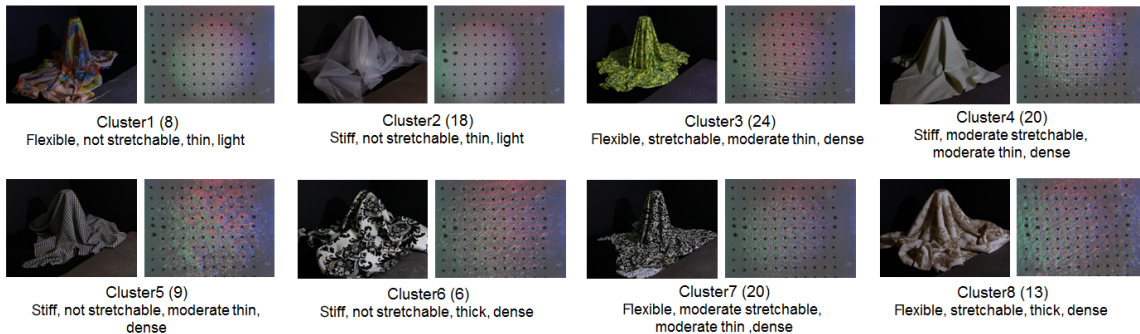 Cluster1 (8)
Flexible, not stretchable, thin, light
Cluster2 (18)
Stiff, not stretchable, thin, light
Cluster3 (24)
Flexible, stretchable, moderate thin, dense
Cluster4 (20)
Stiff, moderate stretchable,
moderate thin, dense
Cluster5 (9)
Stiff, not stretchable, moderate thin,
dense
Cluster6 (6)
Stiff, not stretchable, thick, dense
Cluster7 (20)
Flexible, moderate stretchable,
moderate thin ,dense
Cluster8 (13)
Flexible, stretchable, thick, dense